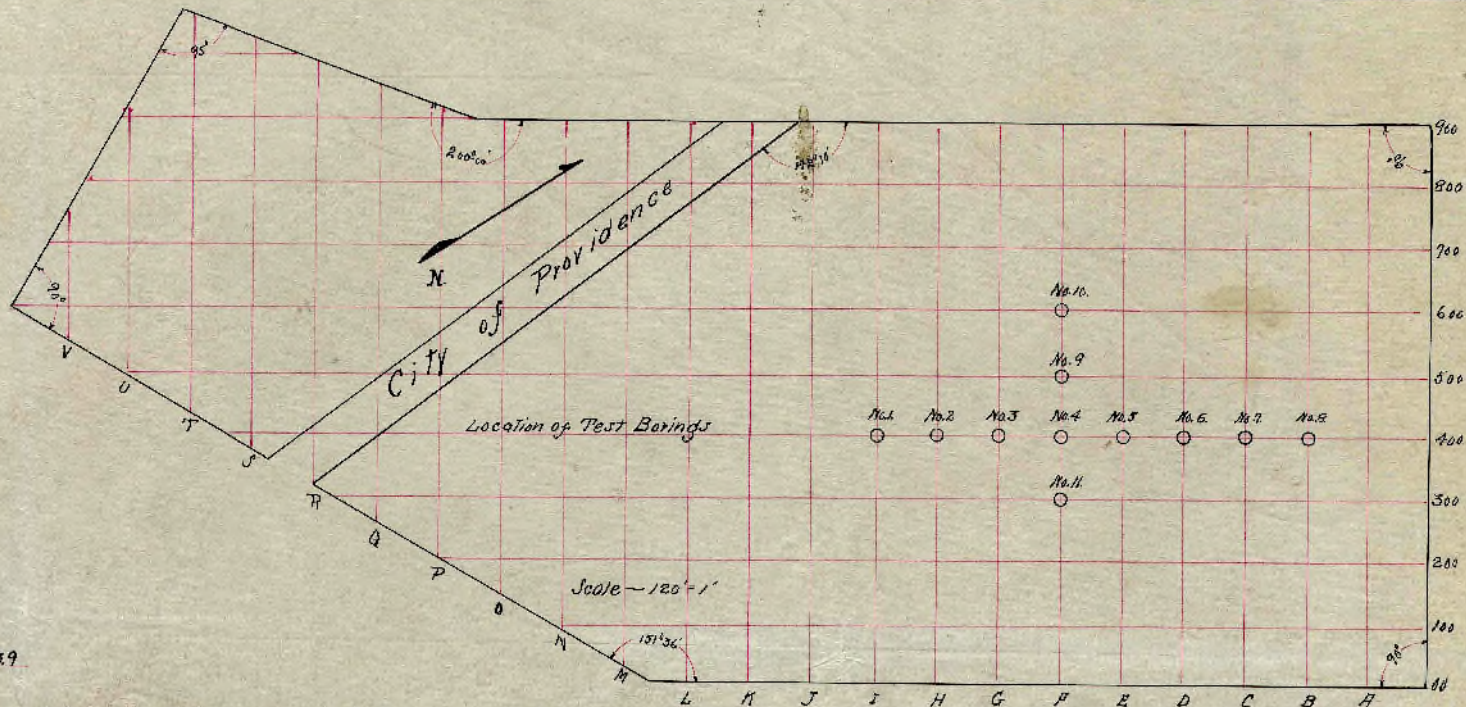 95°
200°00'
900
90°
800
City of Providence
N.
700
90°
No. 10.
600
V
No. 9
500
U
T
Location of Test Borings
No. 1.
No. 2
No. 3
No. 4
No. 5
No. 6.
No. 7.
No. 8.
400
S
R
No. 11.
300
Q
P
200
Scale — 120' = 1"
O
N
100
151°36'
M
90°
00
L K J I H G F E D C B A